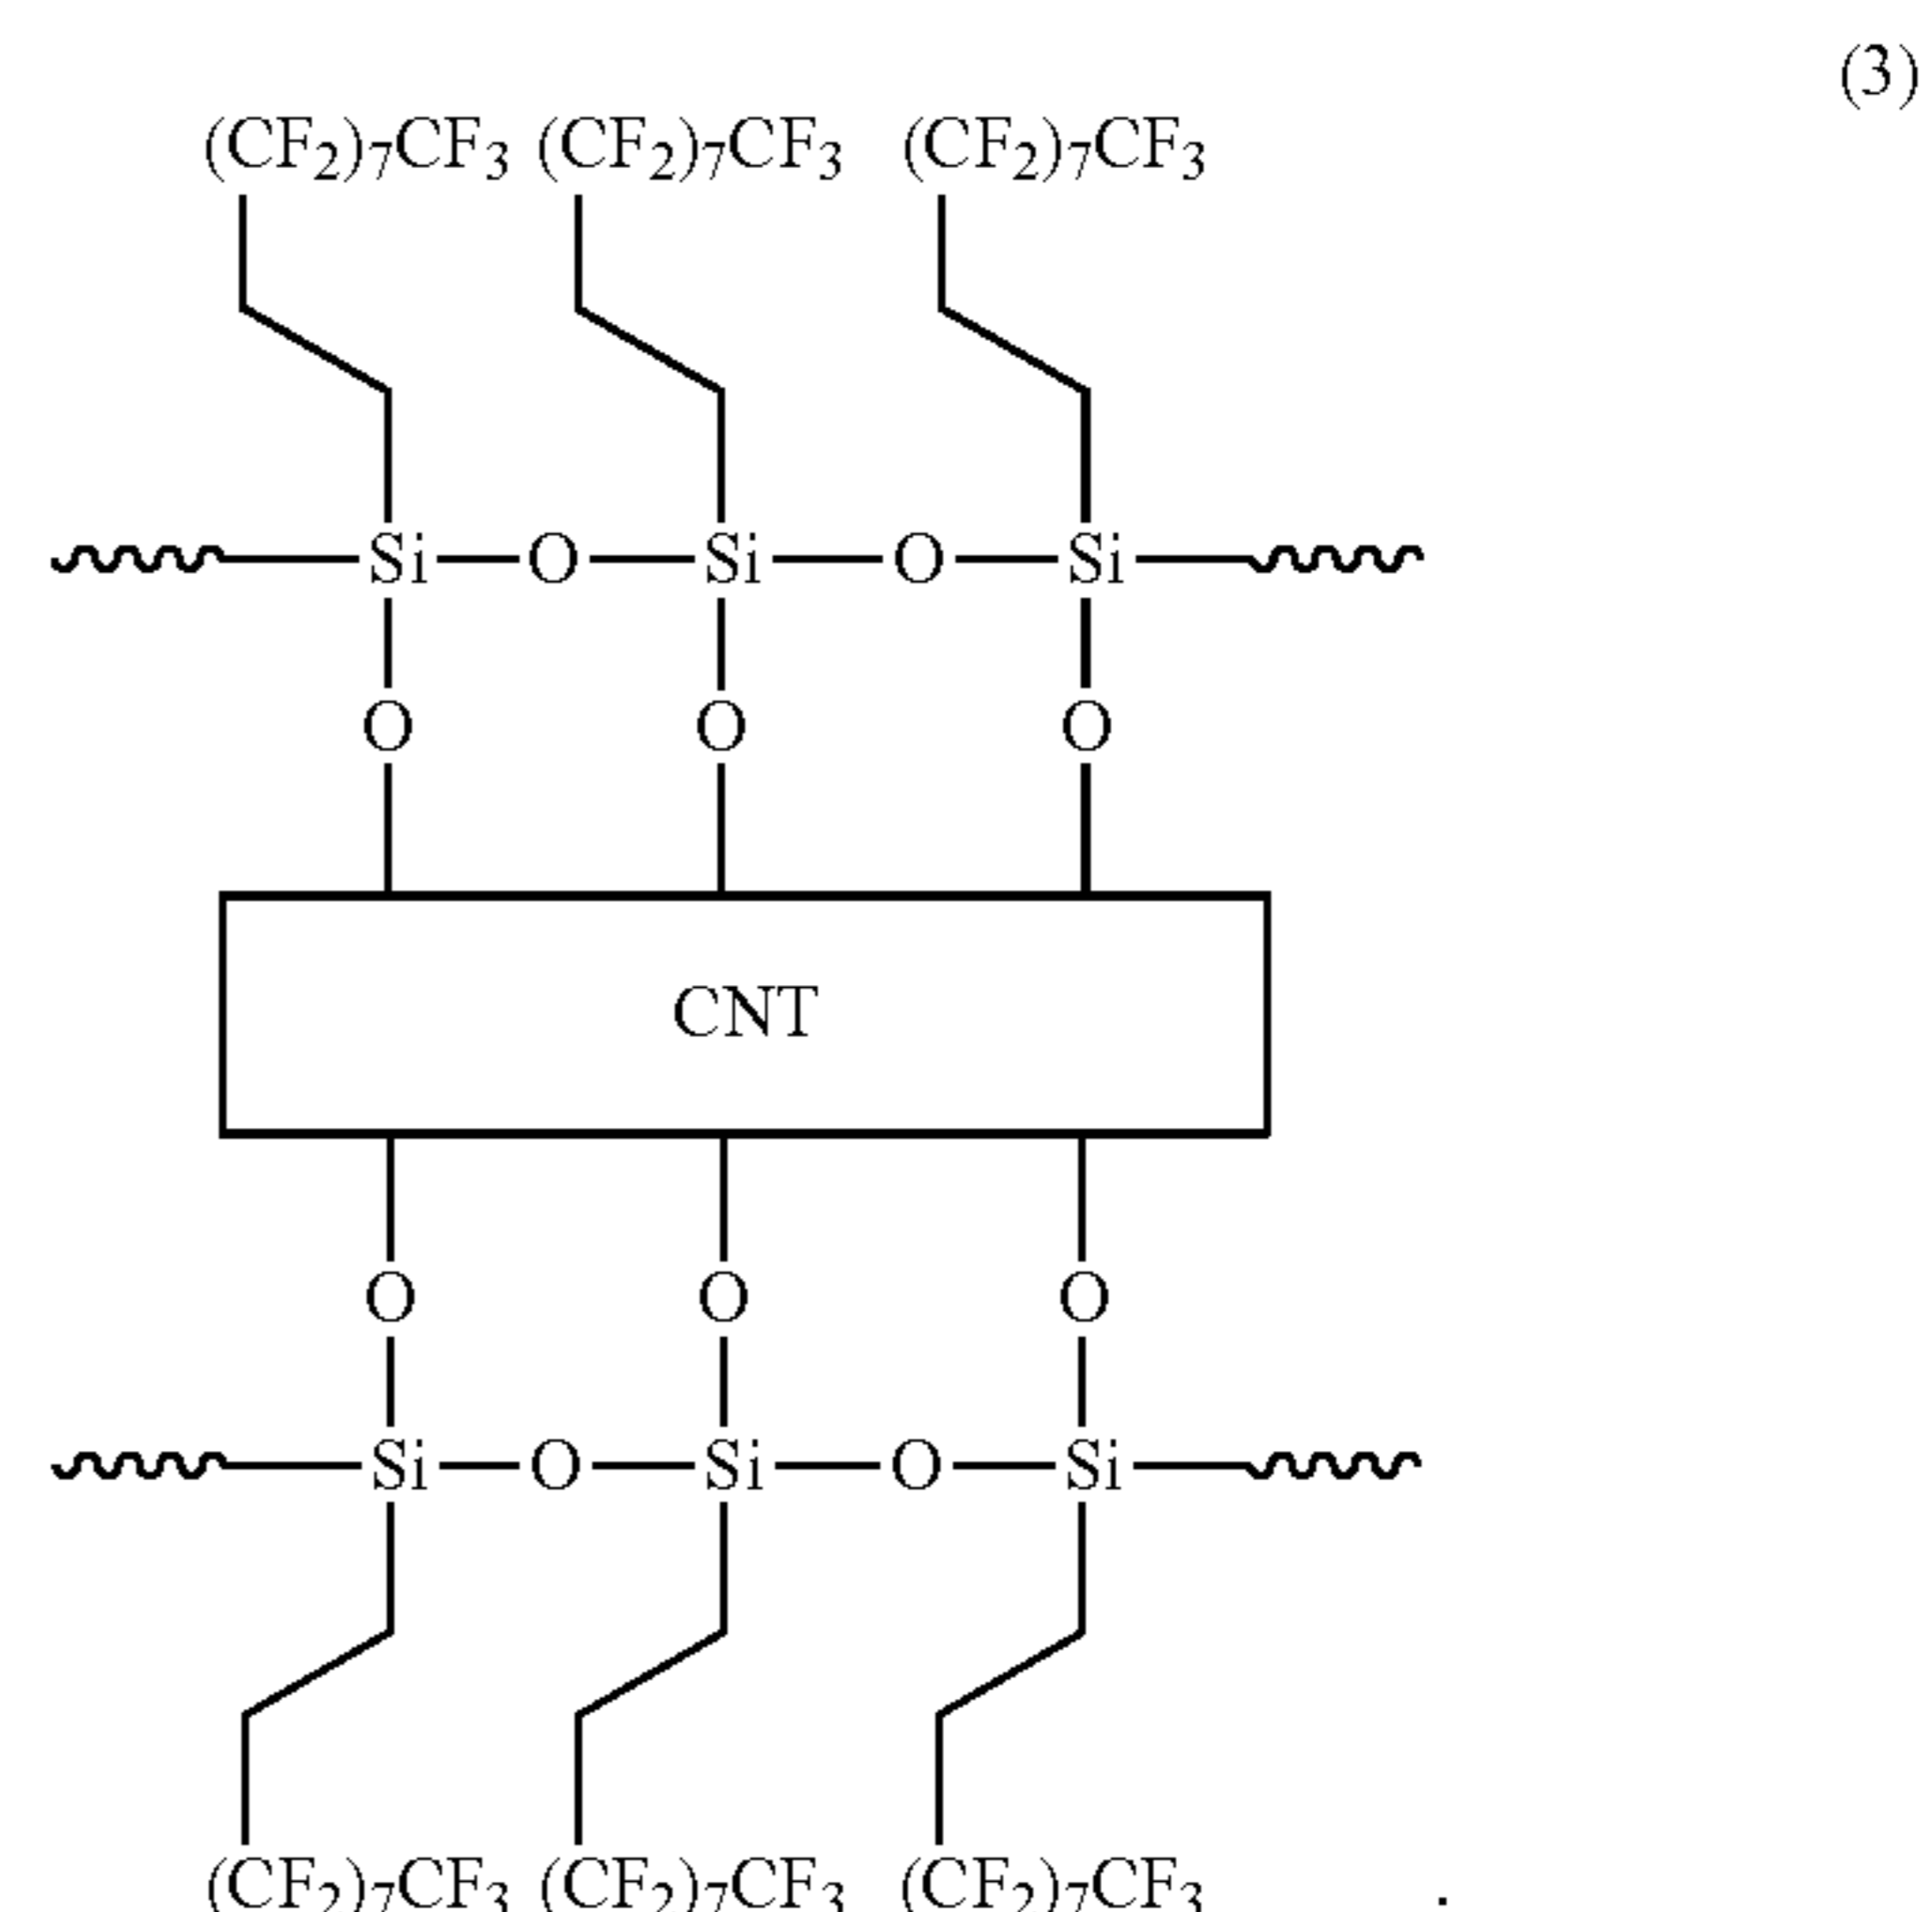 (3)
(CF₂)₇CF₃ (CF₂)₇CF₃ (CF₂)₇CF₃
Si O Si O Si
O O O
CNT
O O O
Si O Si O Si
(CF₂)₇CF₃ (CF₂)₇CF₃ (CF₂)₇CF₃ .